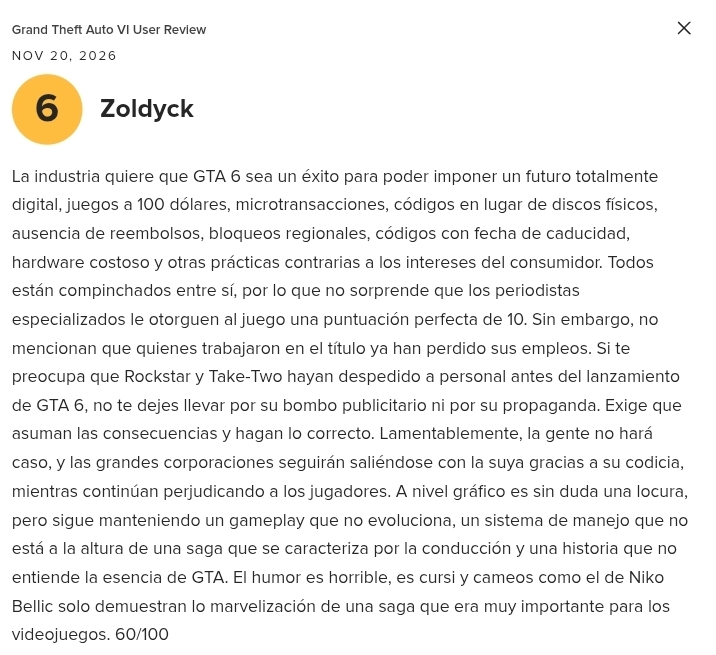 Grand Theft Auto VI User Review
NOV 20, 2026
6 Zoldyck
La industria quiere que GTA 6 sea un éxito para poder imponer un futuro totalmente
digital, juegos a 100 dólares, microtransacciones, códigos en lugar de discos físicos,
ausencia de reembolsos, bloqueos regionales, códigos con fecha de caducidad,
hardware costoso y otras prácticas contrarias a los intereses del consumidor. Todos
están compinchados entre sí, por lo que no sorprende que los periodistas
especializados le otorguen al juego una puntuación perfecta de 10. Sin embargo, no
mencionan que quienes trabajaron en el título ya han perdido sus empleos. Si te
preocupa que Rockstar y Take-Two hayan despedido a personal antes del lanzamiento
de GTA 6, no te dejes llevar por su bombo publicitario ni por su propaganda. Exige que
asuman las consecuencias y hagan lo correcto. Lamentablemente, la gente no hará
caso, y las grandes corporaciones seguirán saliéndose con la suya gracias a su codicia,
mientras continúan perjudicando a los jugadores. A nivel gráfico es sin duda una locura,
pero sigue manteniendo un gameplay que no evoluciona, un sistema de manejo que no
está a la altura de una saga que se caracteriza por la conducción y una historia que no
entiende la esencia de GTA. El humor es horrible, es cursi y cameos como el de Niko
Bellic solo demuestran lo marvelización de una saga que era muy importante para los
videojuegos. 60/100